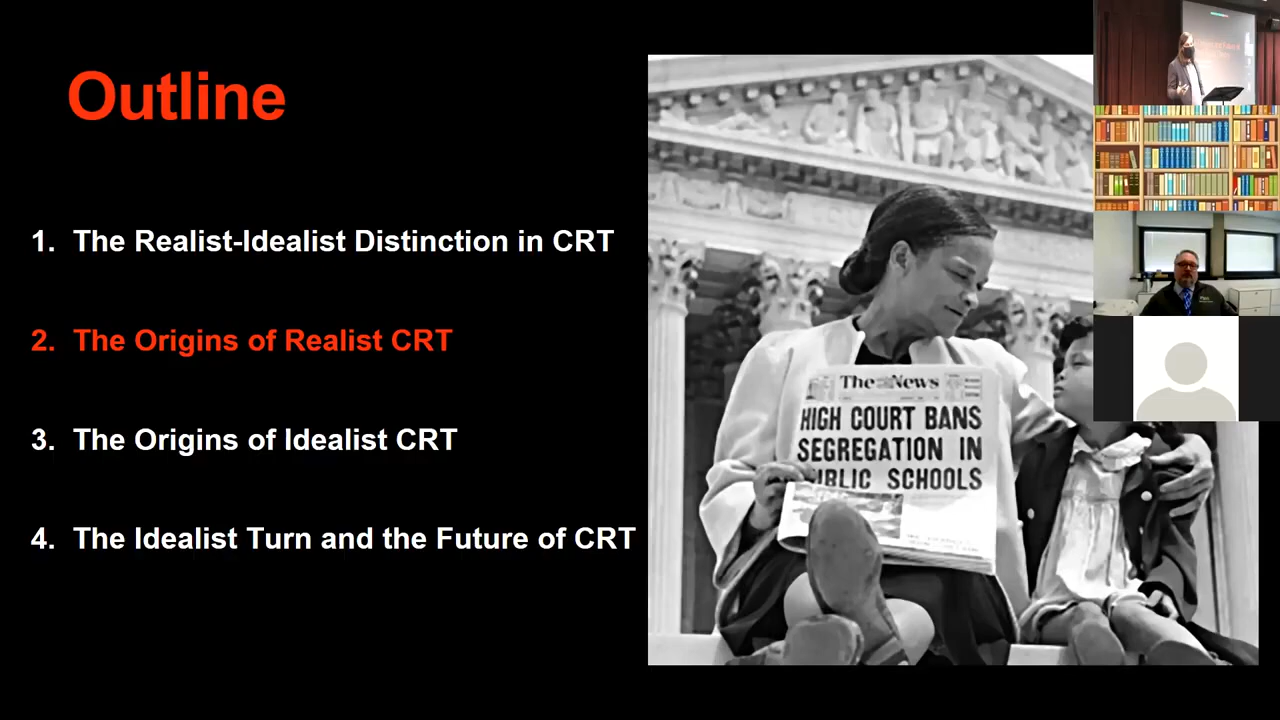 Outline
1. The Realist-Idealist Distinction in CRT
2. The Origins of Realist CRT
3. The Origins of Idealist CRT
4. The Idealist Turn and the Future of CRT
The News
HIGH COURT BANS
SEGREGATION IN
PUBLIC SCHOOLS